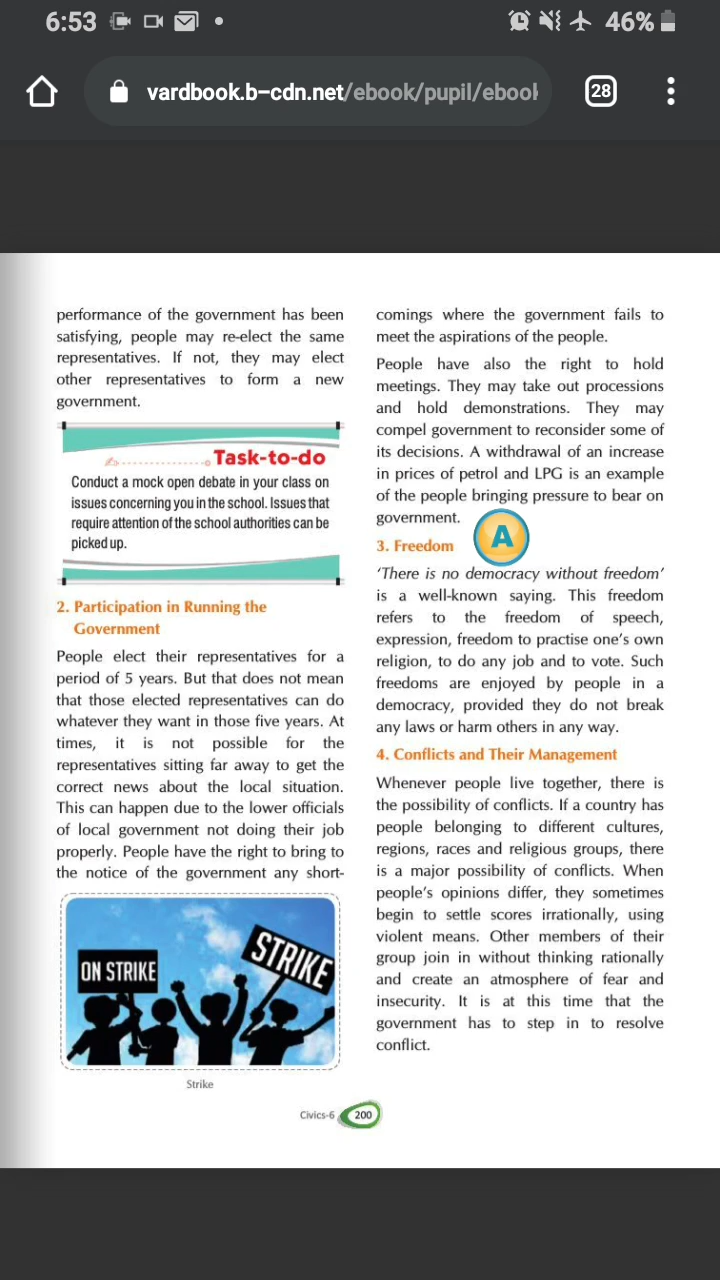 6:53
46%
vardbook.b-cdn.net/ebook/pupil/ebook
28
performance of the government has been
satisfying, people may re-elect the same
representatives. If not, they may elect
other representatives to form a new
government.
Task-to-do
Conduct a mock open debate in your class on
issues concerning you in the school. Issues that
require attention of the school authorities can be
picked up.
2. Participation in Running the
Government
People elect their representatives for a
period of 5 years. But that does not mean
that those elected representatives can do
whatever they want in those five years. At
times, it is not possible for the
representatives sitting far away to get the
correct news about the local situation.
This can happen due to the lower officials
of local government not doing their job
properly. People have the right to bring to
the notice of the government any short-
ON STRIKE
STRIKE
Strike
comings where the government fails to
meet the aspirations of the people.
People have also the right to hold
meetings. They may take out processions
and hold demonstrations. They may
compel government to reconsider some of
its decisions. A withdrawal of an increase
in prices of petrol and LPG is an example
of the people bringing pressure to bear on
government.
A
3. Freedom
‘There is no democracy without freedom’
is a well-known saying. This freedom
refers to the freedom of speech,
expression, freedom to practise one’s own
religion, to do any job and to vote. Such
freedoms are enjoyed by people in a
democracy, provided they do not break
any laws or harm others in any way.
4. Conflicts and Their Management
Whenever people live together, there is
the possibility of conflicts. If a country has
people belonging to different cultures,
regions, races and religious groups, there
is a major possibility of conflicts. When
people’s opinions differ, they sometimes
begin to settle scores irrationally, using
violent means. Other members of their
group join in without thinking rationally
and create an atmosphere of fear and
insecurity. It is at this time that the
government has to step in to resolve
conflict.
Civics-6 200